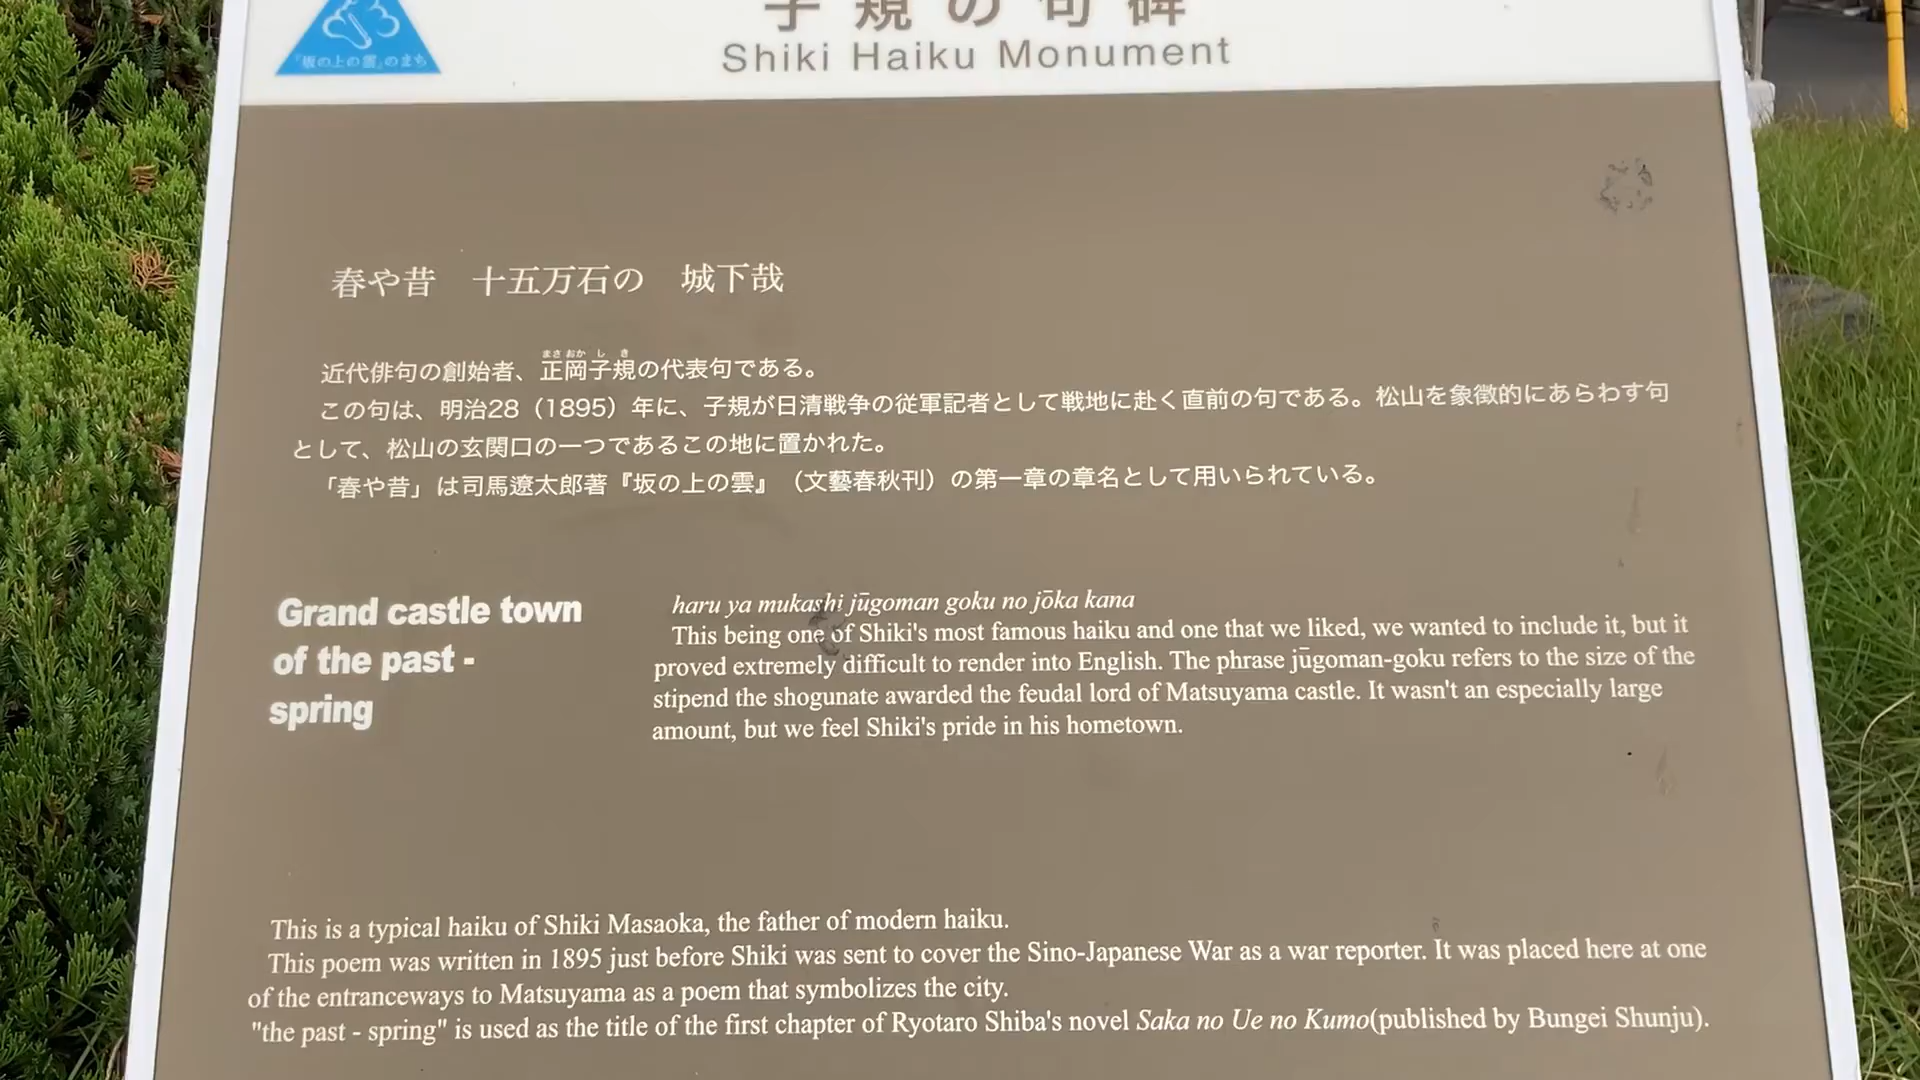 子規の句碑
Shiki Haiku Monument
『坂の上の雲』のまち
春や昔　十五万石の　城下哉
まさ おか し き
近代俳句の創始者、正岡子規の代表句である。
この句は、明治28（1895）年に、子規が日清戦争の従軍記者として戦地に赴く直前の句である。松山を象徴的にあらわす句
として、松山の玄関口の一つであるこの地に置かれた。
「春や昔」は司馬遼太郎著『坂の上の雲』（文藝春秋刊）の第一章の章名として用いられている。
Grand castle town
of the past -
spring
haru ya mukashi jūgoman goku no jōka kana
This being one of Shiki's most famous haiku and one that we liked, we wanted to include it, but it
proved extremely difficult to render into English. The phrase jūgoman-goku refers to the size of the
stipend the shogunate awarded the feudal lord of Matsuyama castle. It wasn't an especially large
amount, but we feel Shiki's pride in his hometown.
This is a typical haiku of Shiki Masaoka, the father of modern haiku.
This poem was written in 1895 just before Shiki was sent to cover the Sino-Japanese War as a war reporter. It was placed here at one
of the entranceways to Matsuyama as a poem that symbolizes the city.
"the past - spring" is used as the title of the first chapter of Ryotaro Shiba's novel Saka no Ue no Kumo(published by Bungei Shunju).